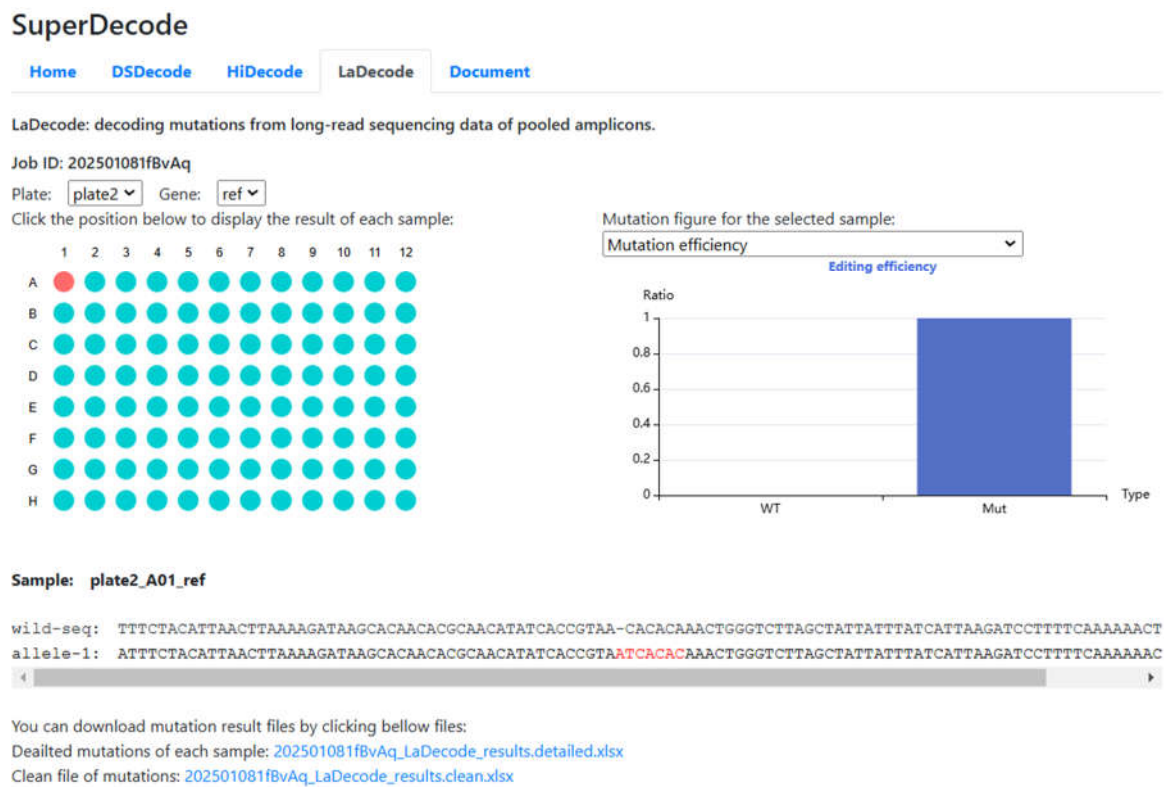 SuperDecode
Home DSDecode HiDecode LaDecode Document
LaDecode: decoding mutations from long-read sequencing data of pooled amplicons.
Job ID: 202501081fBvAq
Plate: plate2 Gene: ref
Click the position below to display the result of each sample:
1 2 3 4 5 6 7 8 9 10 11 12
A
B
C
D
E
F
G
H
Mutation figure for the selected sample:
Mutation efficiency
Editing efficiency
Ratio
1
0.8
0.6
0.4
0.2
0
WT Mut
Type
Sample: plate2_A01_ref
wild-seq: TTTCTACATTAACTTAAAAGATAAGCACAACACGCAACATATCACCGTAA-CACACAAACTGGGTCTTAGCTATTATTTATCATTAAGATCCTTTTCAAAAAACT
allele-1: ATTTCTACATTAACTTAAAAGATAAGCACAACACGCAACATATCACCGTAATCACACAAACTGGGTCTTAGCTATTATTTATCATTAAGATCCTTTTCAAAAAAC
You can download mutation result files by clicking bellow files:
Deailted mutations of each sample: 202501081fBvAq_LaDecode_results.detailed.xlsx
Clean file of mutations: 202501081fBvAq_LaDecode_results.clean.xlsx